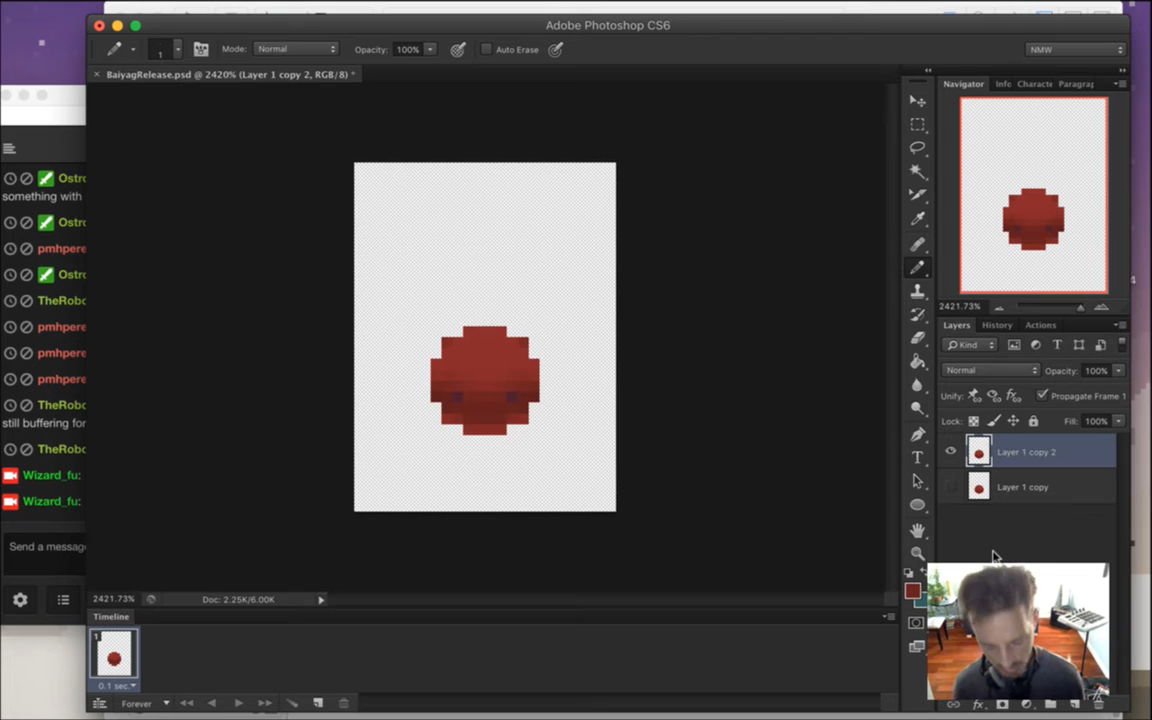 Adobe Photoshop CS6
1
Mode: Normal
Opacity: 100%
Auto Erase
NMW
× BaiyagRelease.psd @ 2420% (Layer 1 copy 2, RGB/8) *
Navigator Info Characte Paragra
2421.73%
Layers History Actions
Kind
Normal
Opacity: 100%
Unify:
Propagate Frame 1
Lock:
Fill: 100%
Layer 1 copy 2
Layer 1 copy
Ostro
something with
Ostro
pmhpere
Ostro
TheRobo
pmhpere
pmhpere
pmhpere
TheRobo
still buffering for
TheRobo
Wizard_fu:
Wizard_fu:
Send a message
2421.73%
Doc: 2.25K/6.00K
Timeline
1
0.1 sec.
Forever